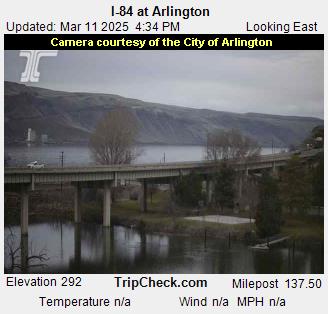 I-84 at Arlington
Updated: Mar 11 2025 4:34 PM Looking East
Camera courtesy of the City of Arlington
Elevation 292 TripCheck.com Milepost 137.50
Temperature n/a Wind n/a MPH n/a